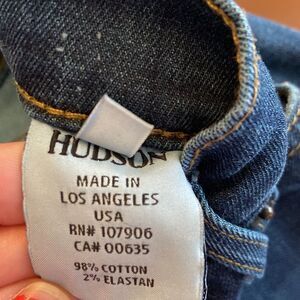 HUDSON
MADE IN
LOS ANGELES
USA
RN# 107906
CA# 00635
98% COTTON
2% ELASTAN